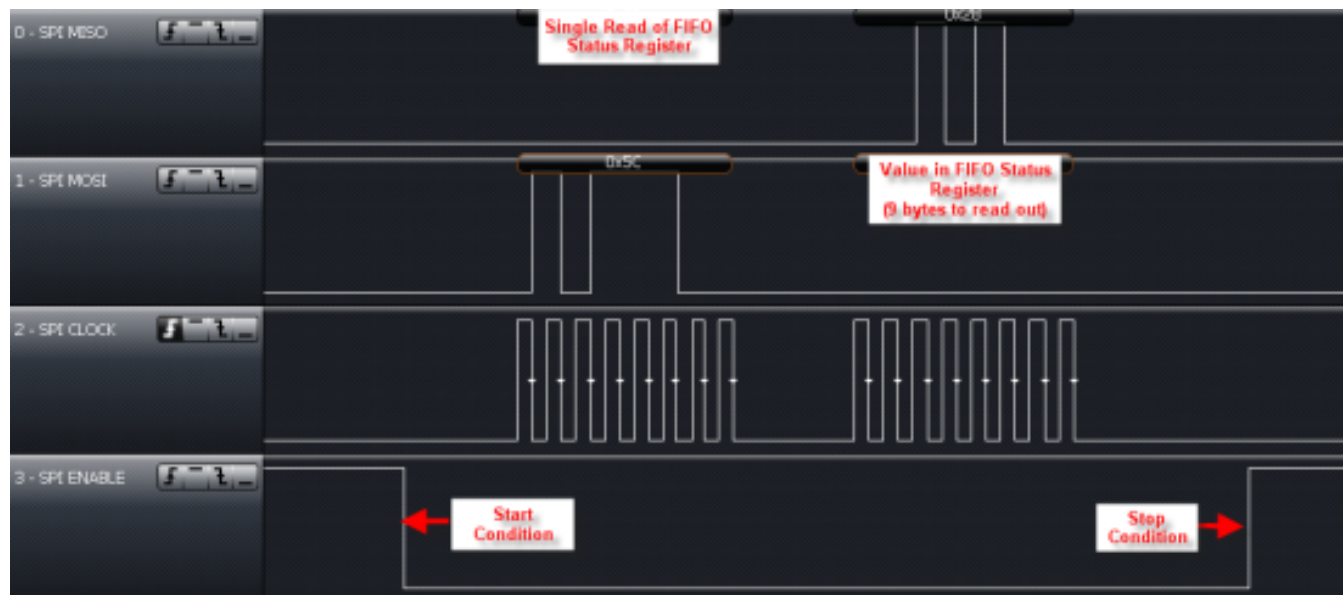 0x28
0 - SPI MISO
Single Read of FIFO
Status Register
0x5C
1 - SPI MOSI
Value in FIFO Status
Register
(9 bytes to read out)
2 - SPI CLOCK
3 - SPI ENABLE
Start
Condition
Stop
Condition